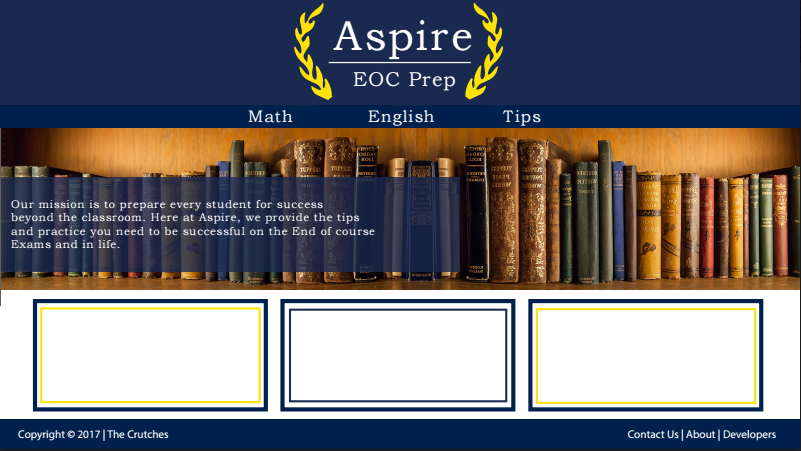 Aspire
EOC Prep
Math English Tips
Our mission is to prepare every student for success
beyond the classroom. Here at Aspire, we provide the tips
and practice you need to be successful on the End of course
Exams and in life.
Copyright © 2017 | The Crutches
Contact Us | About | Developers